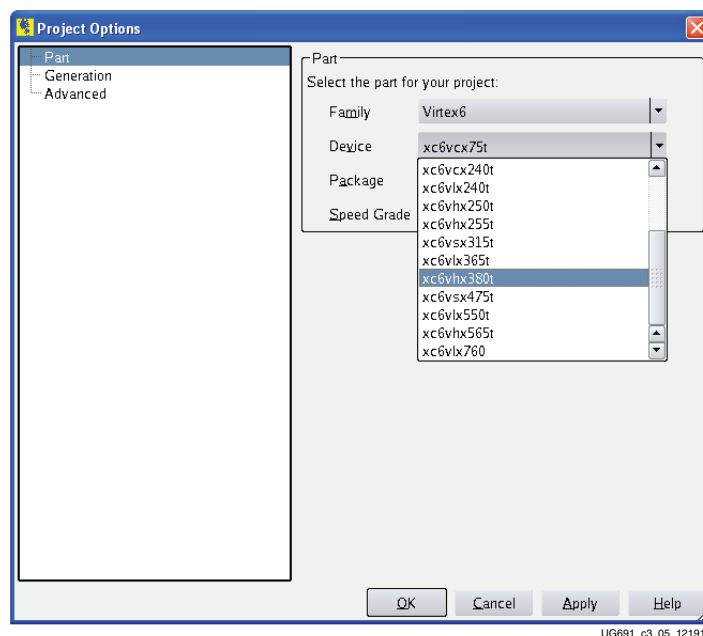 Project Options
Part
Generation
Advanced
Part
Select the part for your project:
Family Virtex6
Device xc6vcx75t
Package
Speed Grade
xc6vcx240t
xc6vlx240t
xc6vhx250t
xc6vhx255t
xc6vsx315t
xc6vlx365t
xc6vhx380t
xc6vsx475t
xc6vlx550t
xc6vhx565t
xc6vlx760
OK Cancel Apply Help
UG691_c3_05_12191